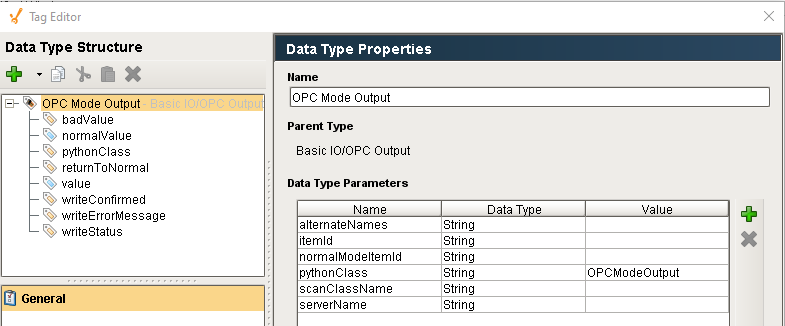 Tag Editor
Data Type Structure
OPC Mode Output - Basic IO/OPC Output
badValue
normalValue
pythonClass
returnToNormal
value
writeConfirmed
writeErrorMessage
writeStatus
General
Data Type Properties
Name
OPC Mode Output
Parent Type
Basic IO/OPC Output
Data Type Parameters
Name Data Type Value
alternateNames String
itemId String
normalModeItemId String
pythonClass String OPCModeOutput
scanClassName String
serverName String